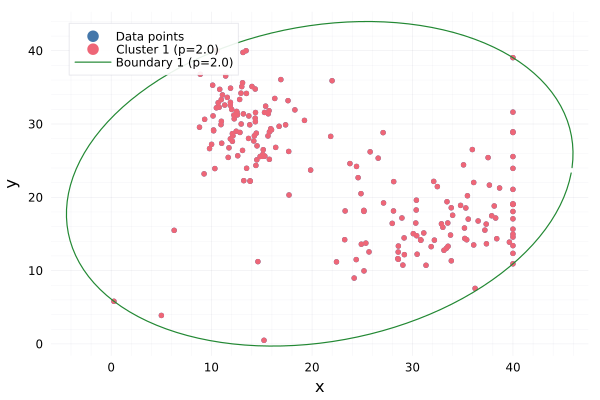 Data points
Cluster 1 (p=2.0)
Boundary 1 (p=2.0)
40
30
20
10
0
y
0 10 20 30 40
x